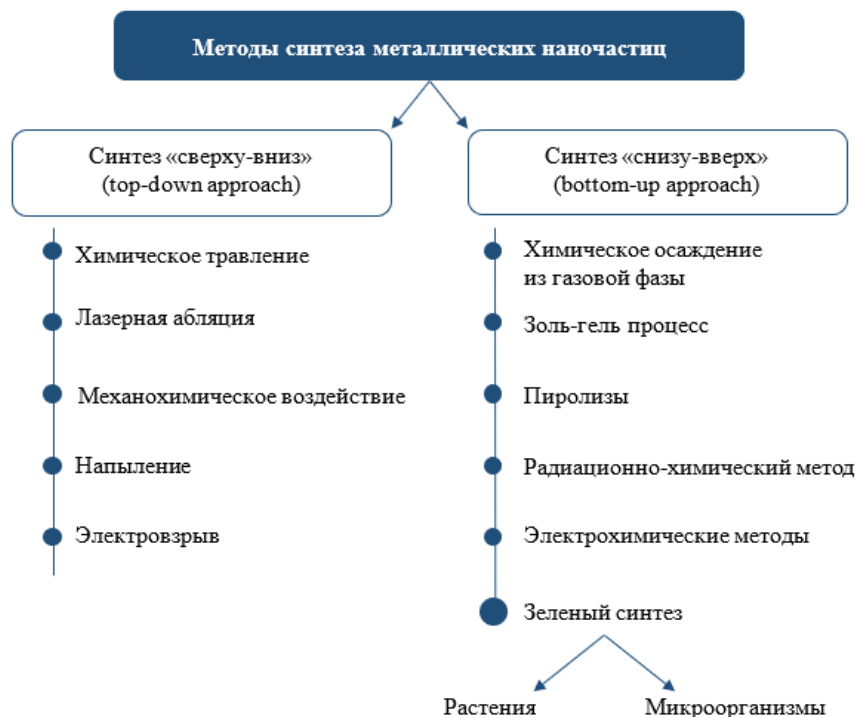 Методы синтеза металлических наночастиц
Синтез «сверху-вниз»
(top-down approach)
Химическое травление
Лазерная абляция
Механохимическое воздействие
Напыление
Электровзрыв
Синтез «снизу-вверх»
(bottom-up approach)
Химическое осаждение
из газовой фазы
Золь-гель процесс
Пиролизы
Радиационно-химический метод
Электрохимические методы
Зеленый синтез
Растения
Микроорганизмы